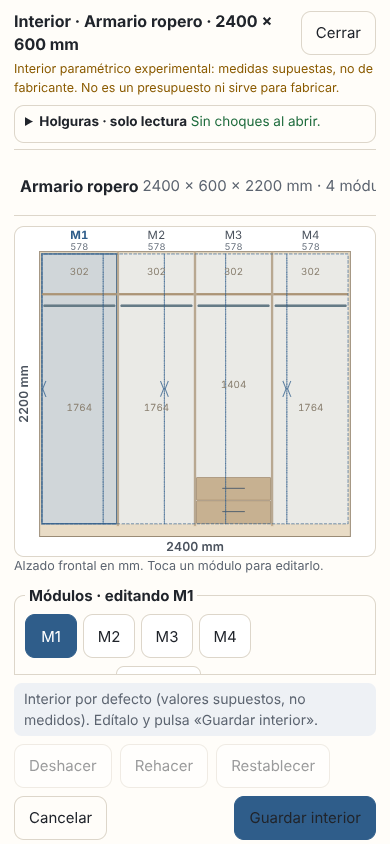 Interior · Armario ropero · 2400 ×
600 mm
Cerrar
Interior paramétrico experimental: medidas supuestas, no de
fabricante. No es un presupuesto ni sirve para fabricar.
▶ Holguras · solo lectura Sin choques al abrir.
Armario ropero 2400 × 600 × 2200 mm · 4 módu
M1 M2 M3 M4
578 578 578 578
302 302 302 302
1404
1764 1764 1764
2200 mm
2400 mm
Alzado frontal en mm. Toca un módulo para editarlo.
Módulos · editando M1
M1 M2 M3 M4
Interior por defecto (valores supuestos, no
medidos). Edítalo y pulsa «Guardar interior».
Deshacer Rehacer Restablecer
Cancelar Guardar interior